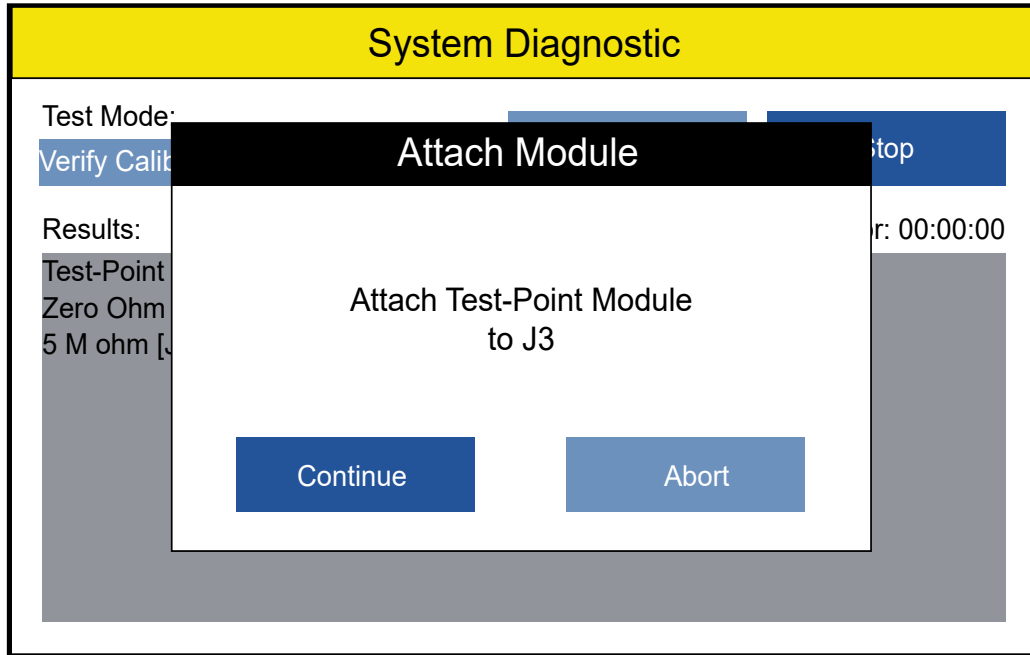 System Diagnostic
Test Mode:
Verify Calib
Stop
Attach Module
Results:
r: 00:00:00
Test-Point
Zero Ohm
5 M ohm [J
Attach Test-Point Module
to J3
Continue
Abort